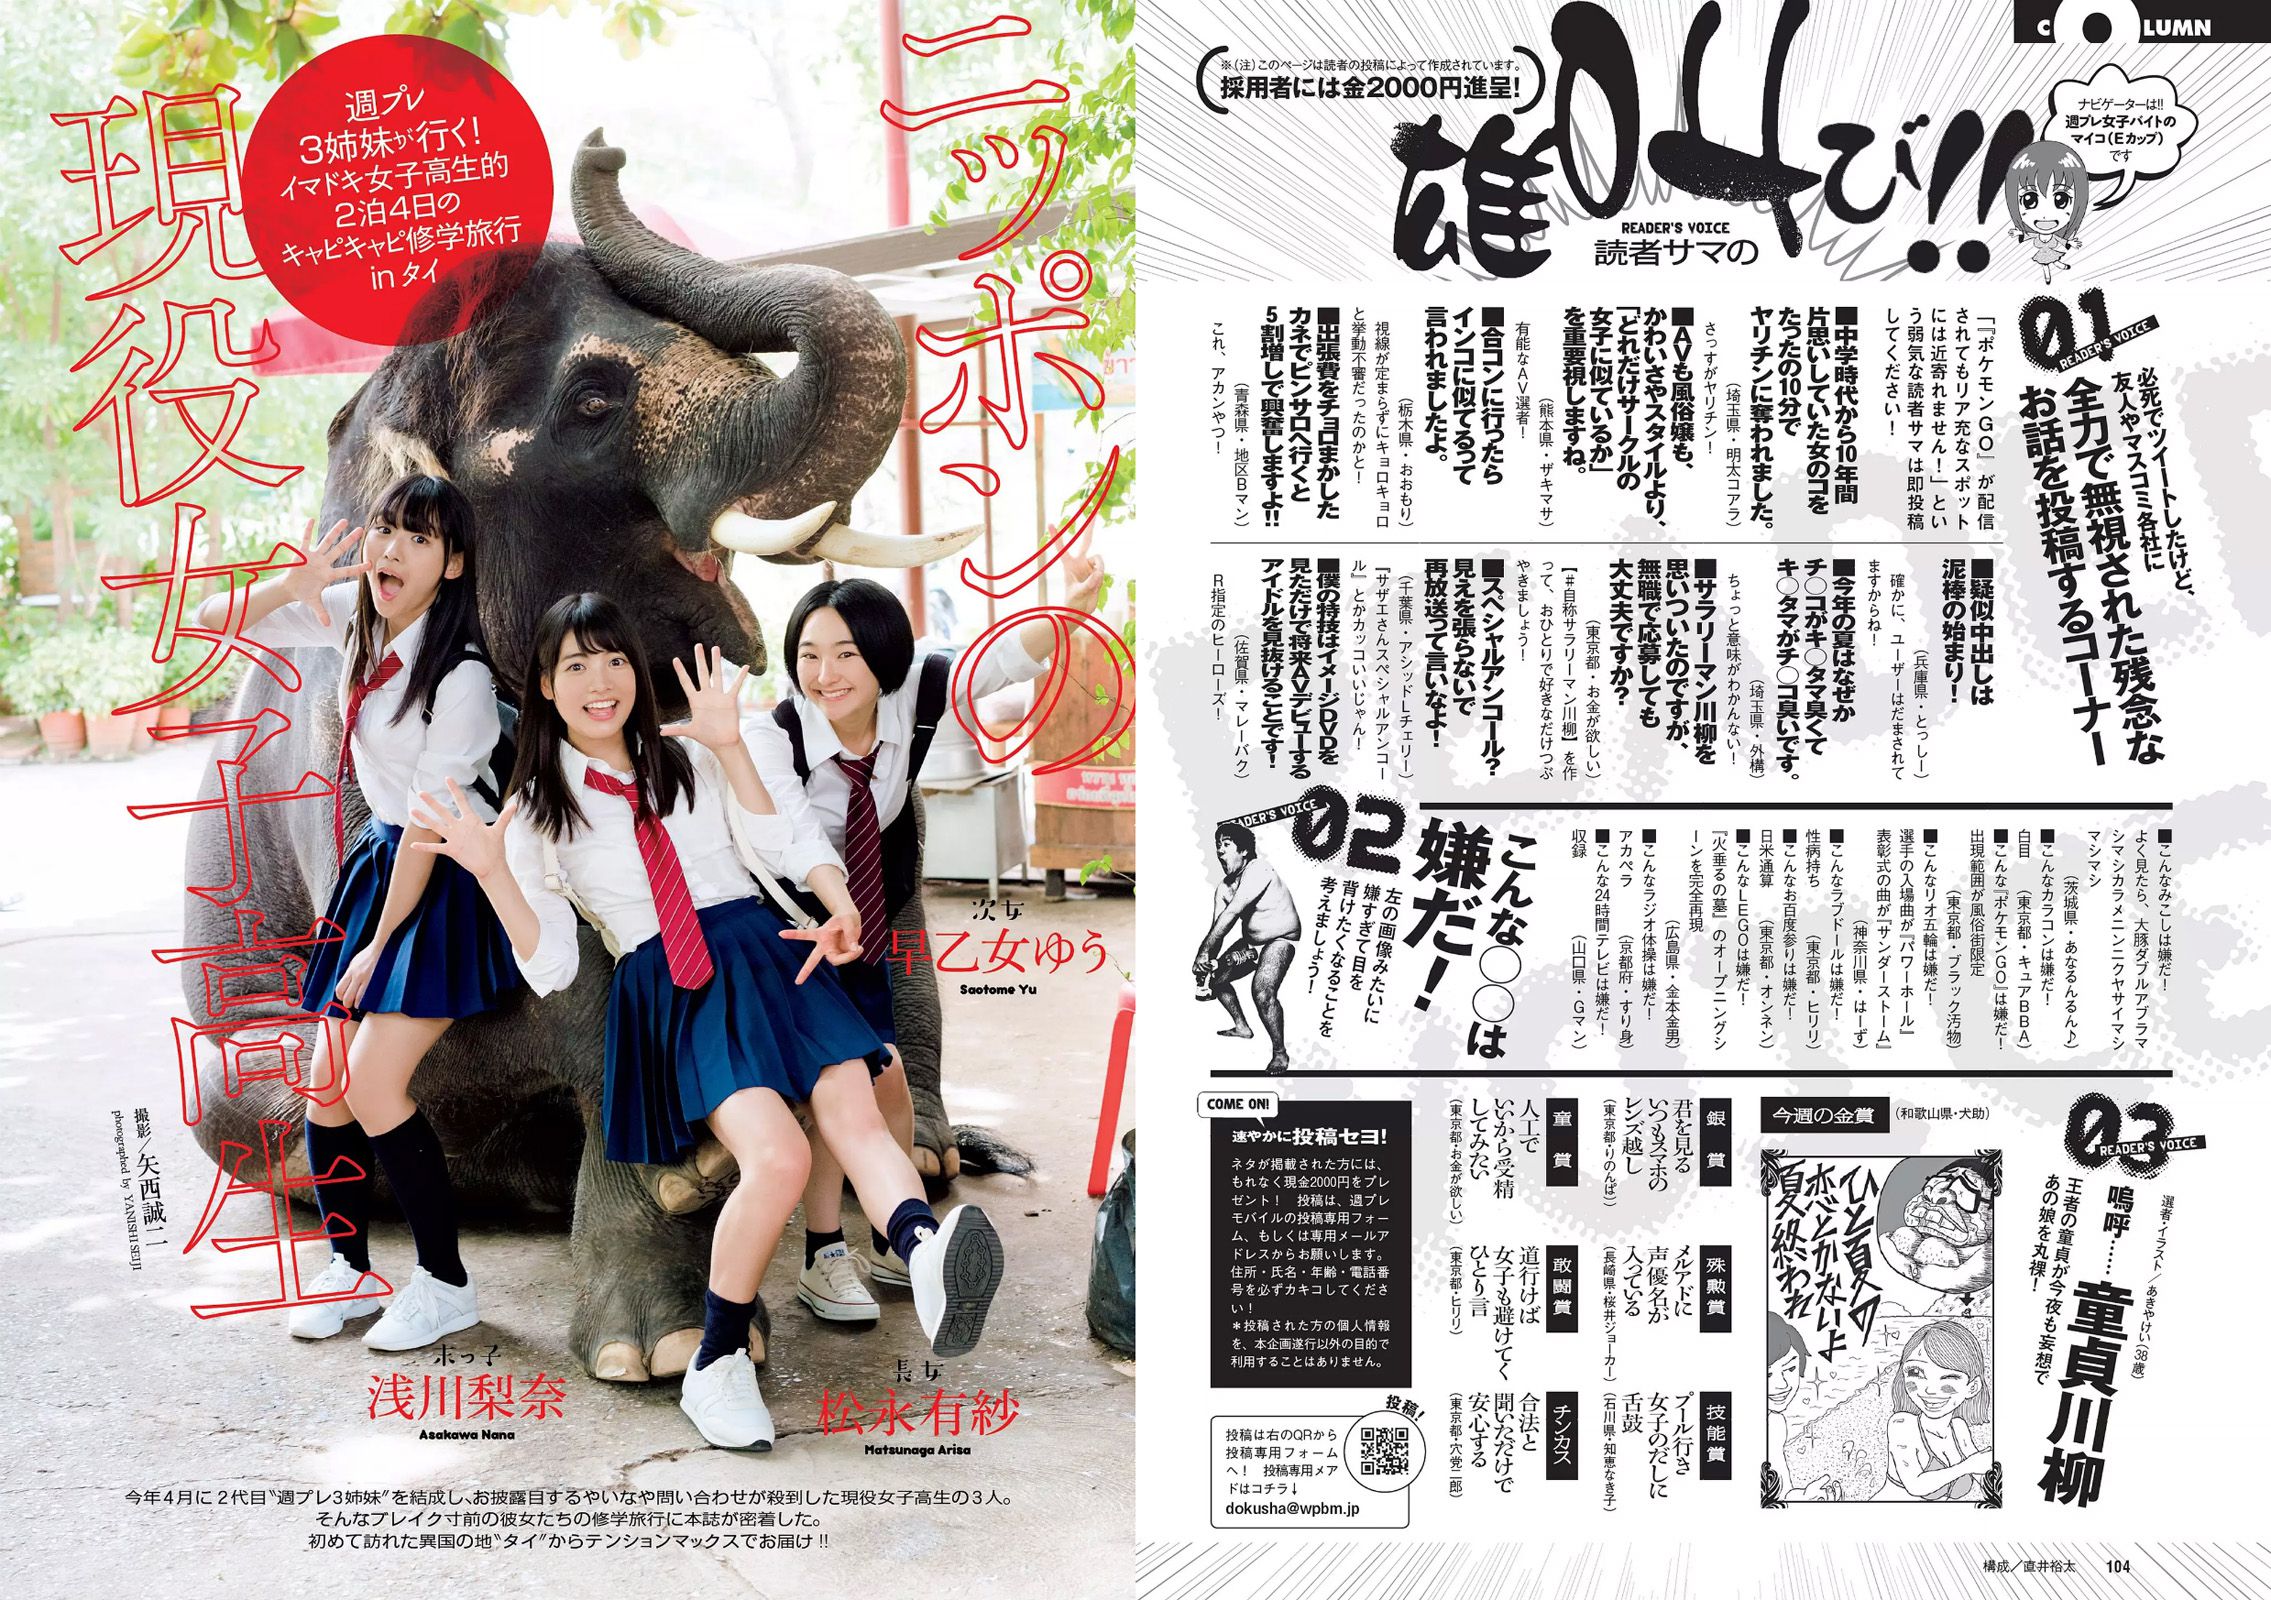 ニッポンの
現役女子高生
週プレ
3姉妹が行く!
イマドキ女子高生的
2泊4日の
キャピキャピ修学旅行
in タイ
次女
早乙女ゆう
Saotome Yu
末っ子
浅川梨奈
Asakawa Nana
長女
松永有紗
Matsunaga Arisa
撮影/矢西誠二
photographed by YANISHI SEIJI
今年4月に2代目"週プレ3姉妹"を結成し、お披露目するやいなや問い合わせが殺到した現役女子高生の3人。
そんなブレイク寸前の彼女たちの修学旅行に本誌が密着した。
初めて訪れた異国の地"タイ"からテンションマックスでお届け!!
COLUMN
※(注)このページは読者の投稿によって作成されています。
採用者には金2000円進呈!
READER'S VOICE
読者サマの
雄叫び!!
ナビゲーターは!!
週プレ女子バイトの
マイコ(Eカップ)
です
01
READER'S VOICE
必死でツイートしたけど、
友人やマスコミ各社に
全力で無視された残念な
お話を投稿するコーナー
「『ポケモンGO』が配信
されてもリア充なスポット
には近寄れません!」とい
う弱気な読者サマは即投稿
してください!
■中学時代から10年間
片思いしていた女のコを
たったの10分で
ヤリチンに奪われました。
(埼玉県・明太コアラ)
さっすがヤリチン!
■AVも風俗嬢も、
かわいさやスタイルより、
「どれだけサークルの
女子に似ているか」
を重要視しますね。
(熊本県・ザキマサ)
有能なAV選者!
■合コンに行ったら
インコに似てるって
言われましたよ。
(栃木県・おおもり)
視線が定まらずにキョロキョロ
と挙動不審だったのかと!
■出張費をチョロまかした
カネでピンサロへ行くと
5割増しで興奮しますよ!!
(青森県・地区Bマン)
これ、アカンやつ!
■疑似中出しは
泥棒の始まり!
(兵庫県・とっしー)
確かに、ユーザーはだまされて
ますからね!
■今年の夏はなぜか
チ○コがキ○タマ臭くて
キ○タマがチ○コ臭いです。
(埼玉県・外構)
ちょっと意味がわかんない!
■サラリーマン川柳を
思いついたのですが、
無職で応募しても
大丈夫ですか?
(東京都・お金が欲しい)
【#自称サラリーマン川柳】を作
って、おひとりで好きなだけつぶ
やきましょう!
■スペシャルアンコール?
見えを張らないで
再放送って言いなよ!
(千葉県・アシッドLチェリー)
『サザエさんスペシャルアンコー
ル』とかカッコいいじゃん!
■僕の特技はイメージDVDを
見ただけで将来AVデビューする
アイドルを見抜けることです!
(佐賀県・マレーバク)
R指定のヒーローズ!
READER'S VOICE
02
こんな○○は
嫌だ!
左の画像みたいに
嫌すぎて目を
背けたくなることを
考えましょう!
■こんなみこしは嫌だ!
よく見たら、大豚ダブルアブラマ
シマシカラメニンニクヤサイマシ
マシマシ
(茨城県・あなるんるん♪)
■こんなカラコンは嫌だ!
白目 (東京都・キュアBBA)
■こんな『ポケモンGO』は嫌だ!
出現範囲が風俗街限定
(東京都・ブラック汚物)
■こんなリオ五輪は嫌だ!
選手の入場曲が『パワーホール』
表彰式の曲が『サンダーストーム』
(神奈川県・はーず)
■こんなラブドールは嫌だ!
性病持ち (東京都・ヒリリ)
■こんなお百度参りは嫌だ!
日米通算 (東京都・オンネン)
■こんなLEGOは嫌だ!
『火垂るの墓』のオープニングシ
ーンを完全再現
(広島県・金本金男)
■こんなラジオ体操は嫌だ!
アカペラ (京都府・すり身)
■こんな24時間テレビは嫌だ!
収録 (山口県・Gマン)
03
READER'S VOICE
選者・イラスト/あきやけい(38歳)
嗚呼……童貞川柳
王者の童貞が今夜も妄想で
あの娘を丸裸!
今週の金賞
(和歌山県・犬助)
ひと夏の
恋とかないよ
夏終われ
銀賞
君を見る
いつもスマホの
レンズ越し
(東京都・りのんぱ)
殊勲賞
メルアドに
声優名が
入っている
(長崎県・桜井ジョーカー)
技能賞
プール行き
女子のだしに
舌鼓
(石川県・知恵なき子)
童賞
人工で
いいから受精
してみたい
(東京都・お金が欲しい)
敢闘賞
道行けば
女子も避けてく
ひとり言
(東京都・ヒリリ)
チンカス
合法と
聞いただけで
安心する
(東京都・穴党二郎)
COME ON!
速やかに投稿セヨ!
ネタが掲載された方には、
もれなく現金2000円をプレ
ゼント! 投稿は、週プレ
モバイルの投稿専用フォー
ム、もしくは専用メールア
ドレスからお願いします。
住所・氏名・年齢・電話番
号を必ずカキコしてくださ
い!
*投稿された方の個人情報
を、本企画遂行以外の目的で
利用することはありません。
投稿!
投稿は右のQRから
投稿専用フォーム
へ! 投稿専用メア
ドはコチラ↓
dokusha@wpbm.jp
構成/直井裕太
104